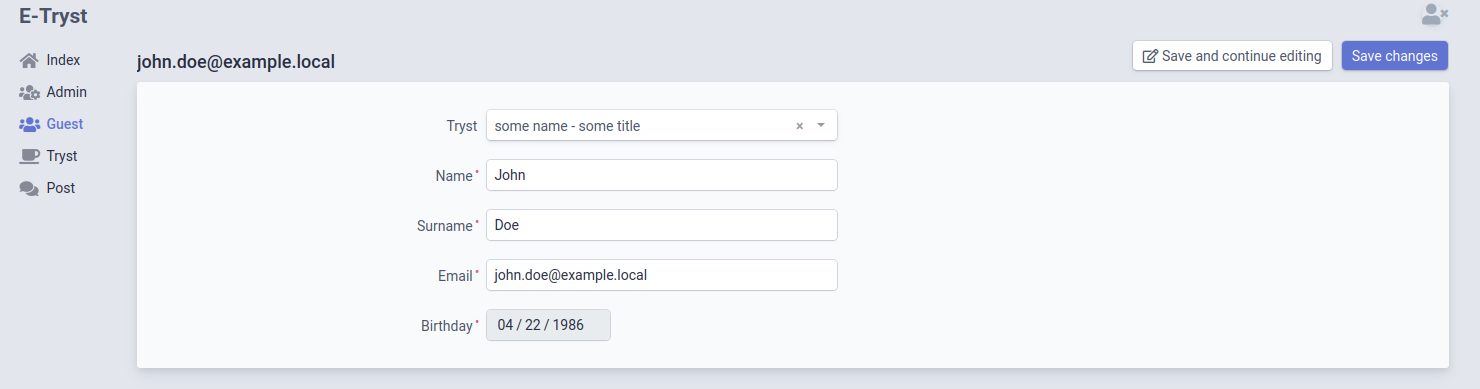 E-Tryst
Index
Admin
Guest
Tryst
Post
john.doe@example.local
Save and continue editing
Save changes
Tryst some name - some title ×
Name * John
Surname * Doe
Email * john.doe@example.local
Birthday * 04 / 22 / 1986